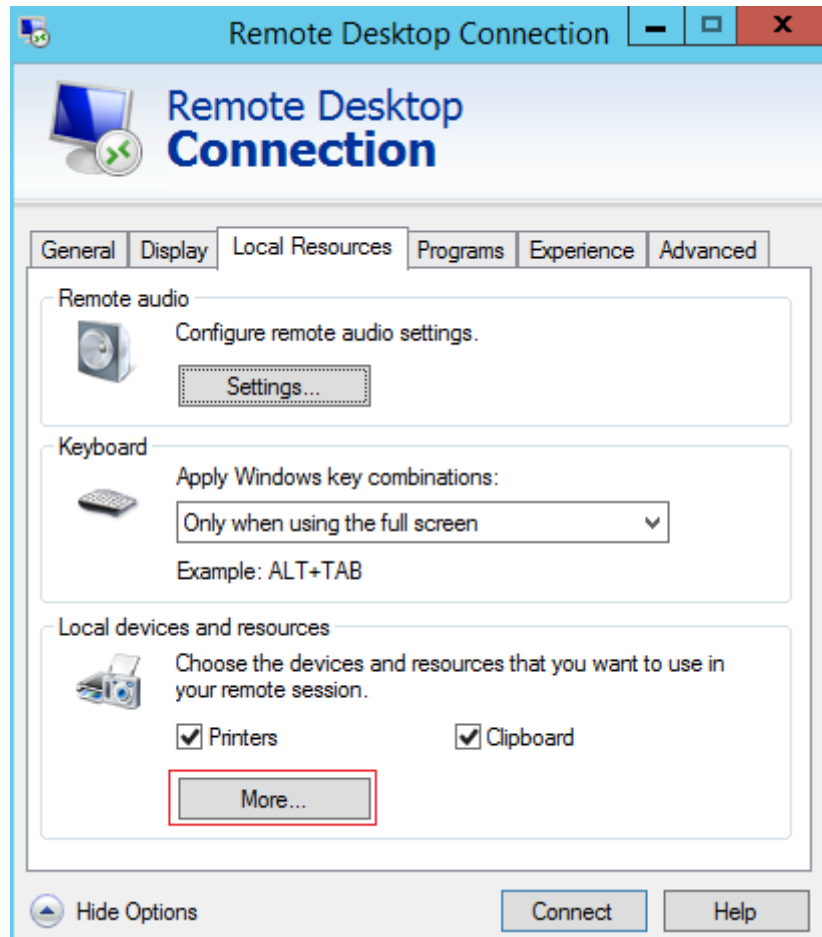 Remote Desktop Connection
Remote Desktop
Connection
General Display Local Resources Programs Experience Advanced
Remote audio
Configure remote audio settings.
Settings...
Keyboard
Apply Windows key combinations:
Only when using the full screen
Example: ALT+TAB
Local devices and resources
Choose the devices and resources that you want to use in
your remote session.
Printers Clipboard
More...
Hide Options Connect Help